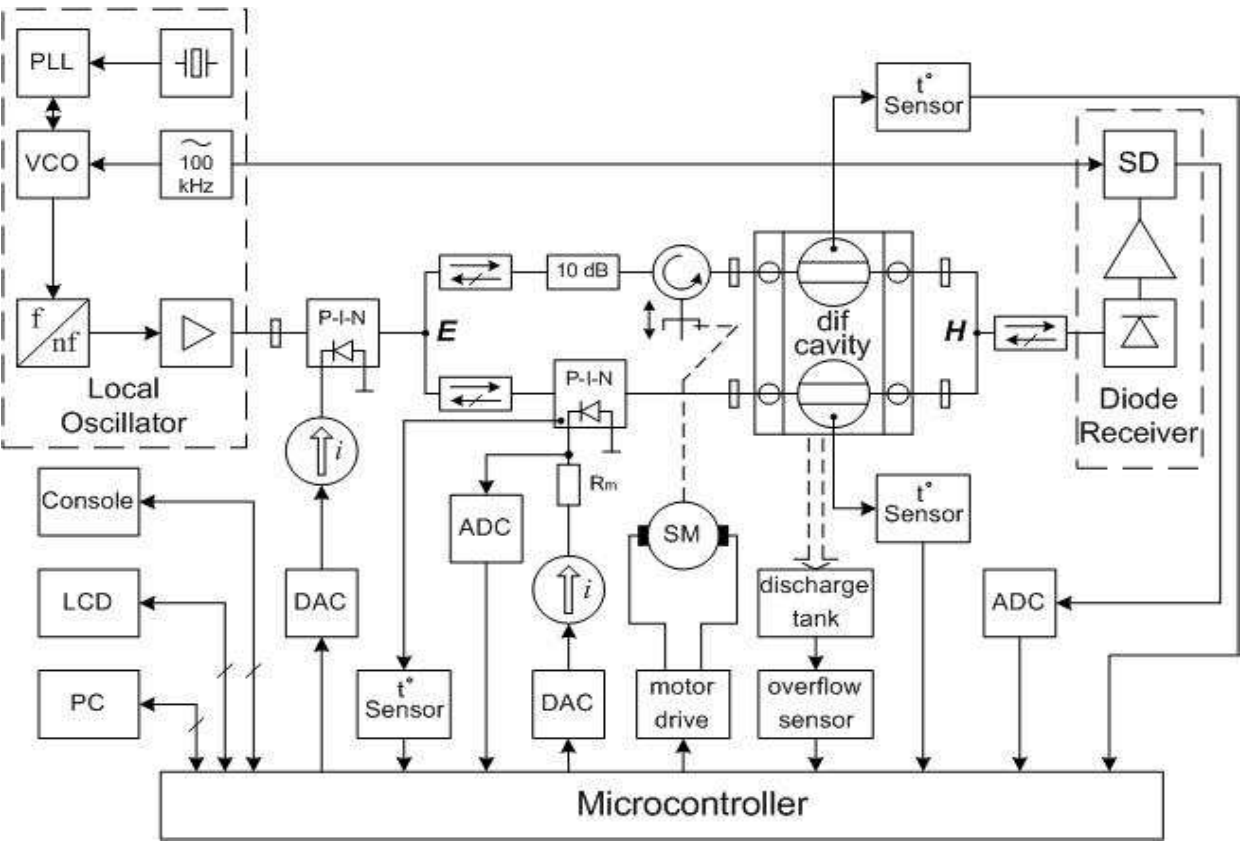 PLL
t°
Sensor
VCO
~
100
kHz
SD
10 dB
f
nf
P-I-N
E
dif
cavity
H
P-I-N
Local
Oscillator
Diode
Receiver
i
Console
Rm
ADC
SM
t°
Sensor
LCD
DAC
i
discharge
tank
ADC
PC
t°
Sensor
DAC
motor
drive
overflow
sensor
Microcontroller